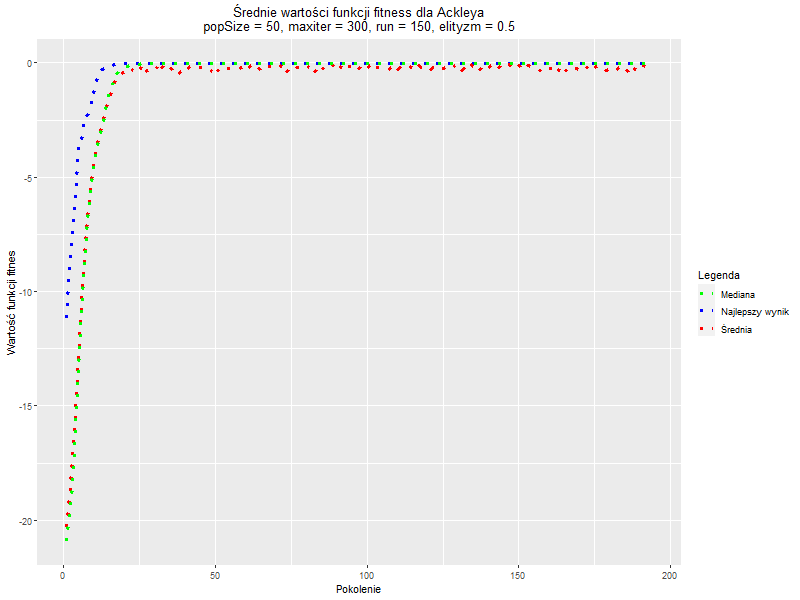 Średnie wartości funkcji fitness dla Ackleya
popSize = 50, maxiter = 300, run = 150, elityzm = 0.5
Wartość funkcji fitnes
0
-5
-10
-15
-20
0
50
100
150
200
Pokolenie
Legenda
Mediana
Najlepszy wynik
Średnia